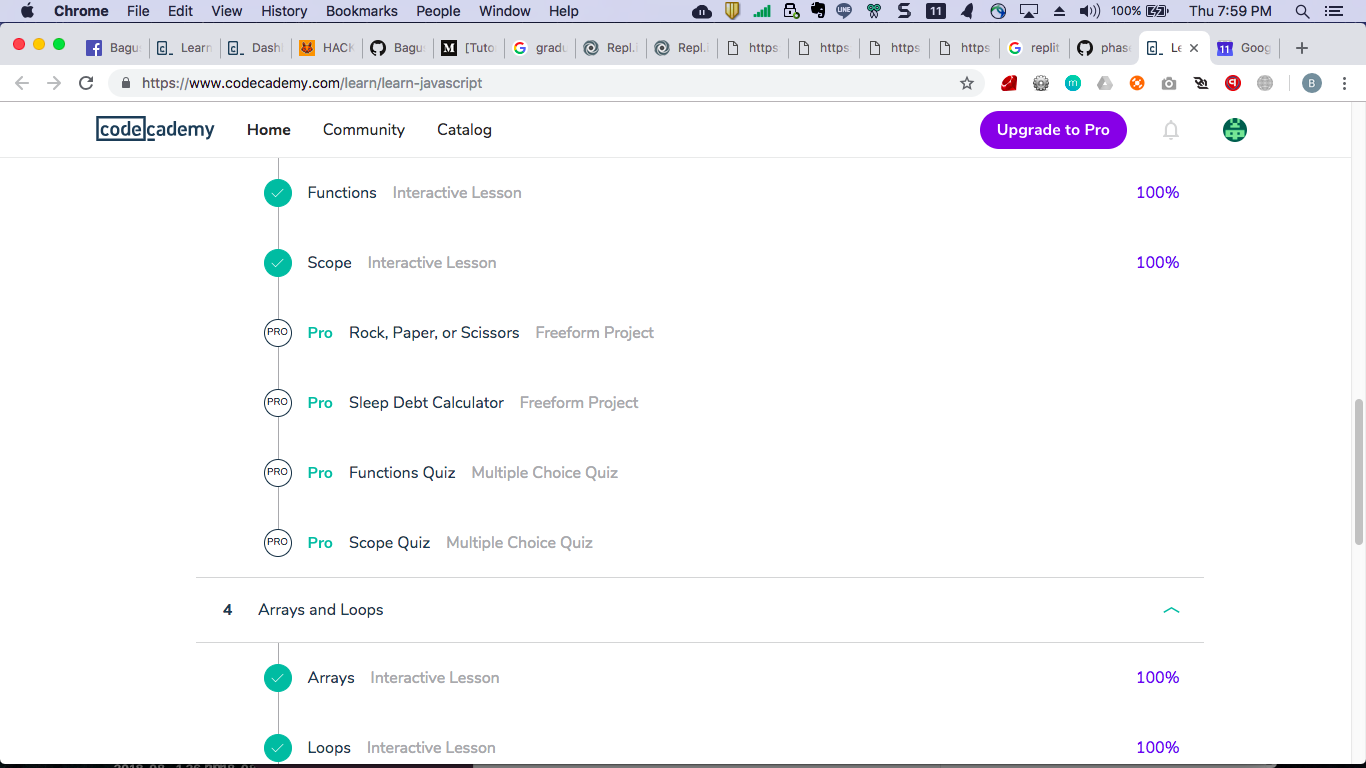 Chrome File Edit View History Bookmarks People Window Help 11 100% Thu 7:59 PM
Bagu Learn Dash HACK Bagu [Tuto gradu Repl.i Repl.i https https https https replit phas Le Goog
https://www.codecademy.com/learn/learn-javascript B
codecademy Home Community Catalog Upgrade to Pro
Functions Interactive Lesson 100%
Scope Interactive Lesson 100%
PRO Pro Rock, Paper, or Scissors Freeform Project
PRO Pro Sleep Debt Calculator Freeform Project
PRO Pro Functions Quiz Multiple Choice Quiz
PRO Pro Scope Quiz Multiple Choice Quiz
4 Arrays and Loops
Arrays Interactive Lesson 100%
Loops Interactive Lesson 100%